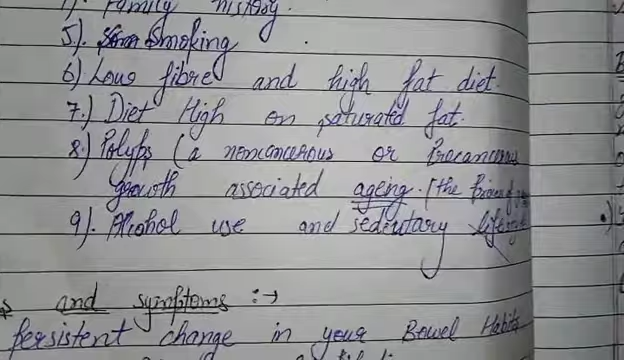 4). Family history.
5). Smoking
6) Low fibre and high fat diet.
7.) Diet High on saturated fat.
8.) Polyps (a noncancerous or Precancerous
growth associated ageing. (the
9). Alcohol use and sedentary lifestyle
and symptoms :→
Persistent change in your Bowel Habits